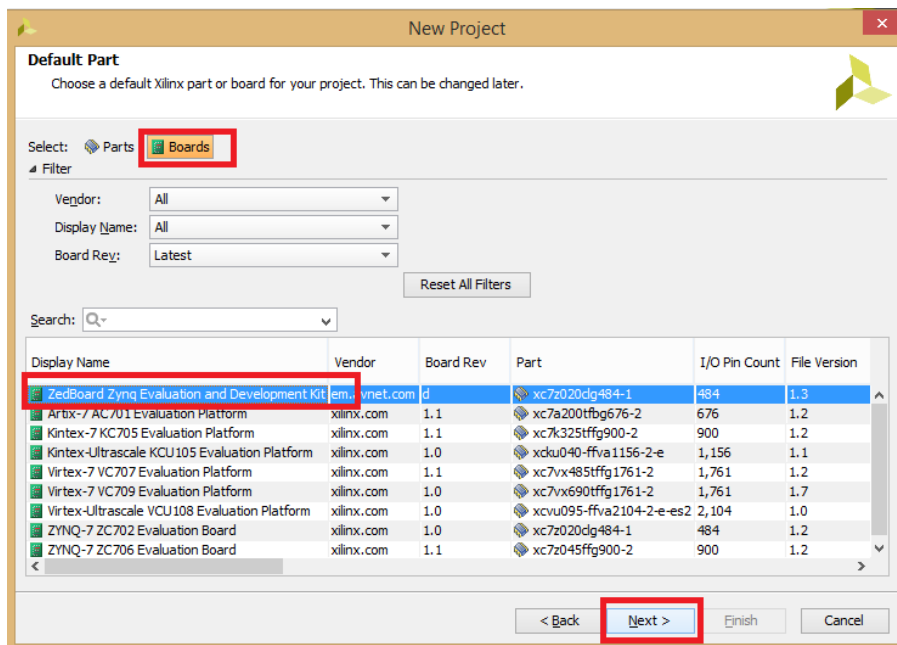 New Project
Default Part
Choose a default Xilinx part or board for your project. This can be changed later.
Select: Parts Boards
Filter
Vendor: All
Display Name: All
Board Rev: Latest
Reset All Filters
Search: Q-
Display Name Vendor Board Rev Part I/O Pin Count File Version
ZedBoard Zynq Evaluation and Development Kit em.avnet.com d xc7z020clg484-1 484 1.3
Artix-7 AC701 Evaluation Platform xilinx.com 1.1 xc7a200tfbg676-2 676 1.2
Kintex-7 KC705 Evaluation Platform xilinx.com 1.1 xc7k325tffg900-2 900 1.2
Kintex-Ultrascale KCU105 Evaluation Platform xilinx.com 1.0 xcku040-ffva1156-2-e 1,156 1.1
Virtex-7 VC707 Evaluation Platform xilinx.com 1.1 xc7vx485tffg1761-2 1,761 1.2
Virtex-7 VC709 Evaluation Platform xilinx.com 1.0 xc7vx690tffg1761-2 1,761 1.7
Virtex-Ultrascale VCU108 Evaluation Platform xilinx.com 1.0 xcvu095-ffva2104-2-e-es2 2,104 1.0
ZYNQ-7 ZC702 Evaluation Board xilinx.com 1.0 xc7z020clg484-1 484 1.2
ZYNQ-7 ZC706 Evaluation Board xilinx.com 1.1 xc7z045ffg900-2 900 1.2
< Back Next > Finish Cancel